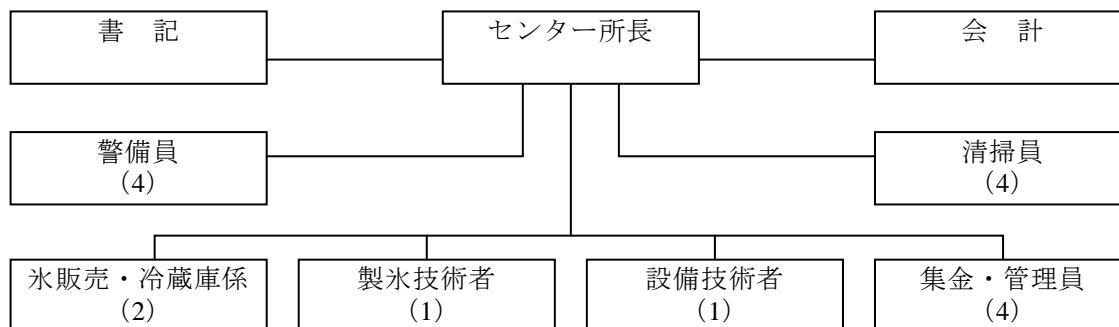 書　記
センター所長
会　計
警備員
（4）
清掃員
（4）
氷販売・冷蔵庫係
（2）
製氷技術者
（1）
設備技術者
（1）
集金・管理員
（4）